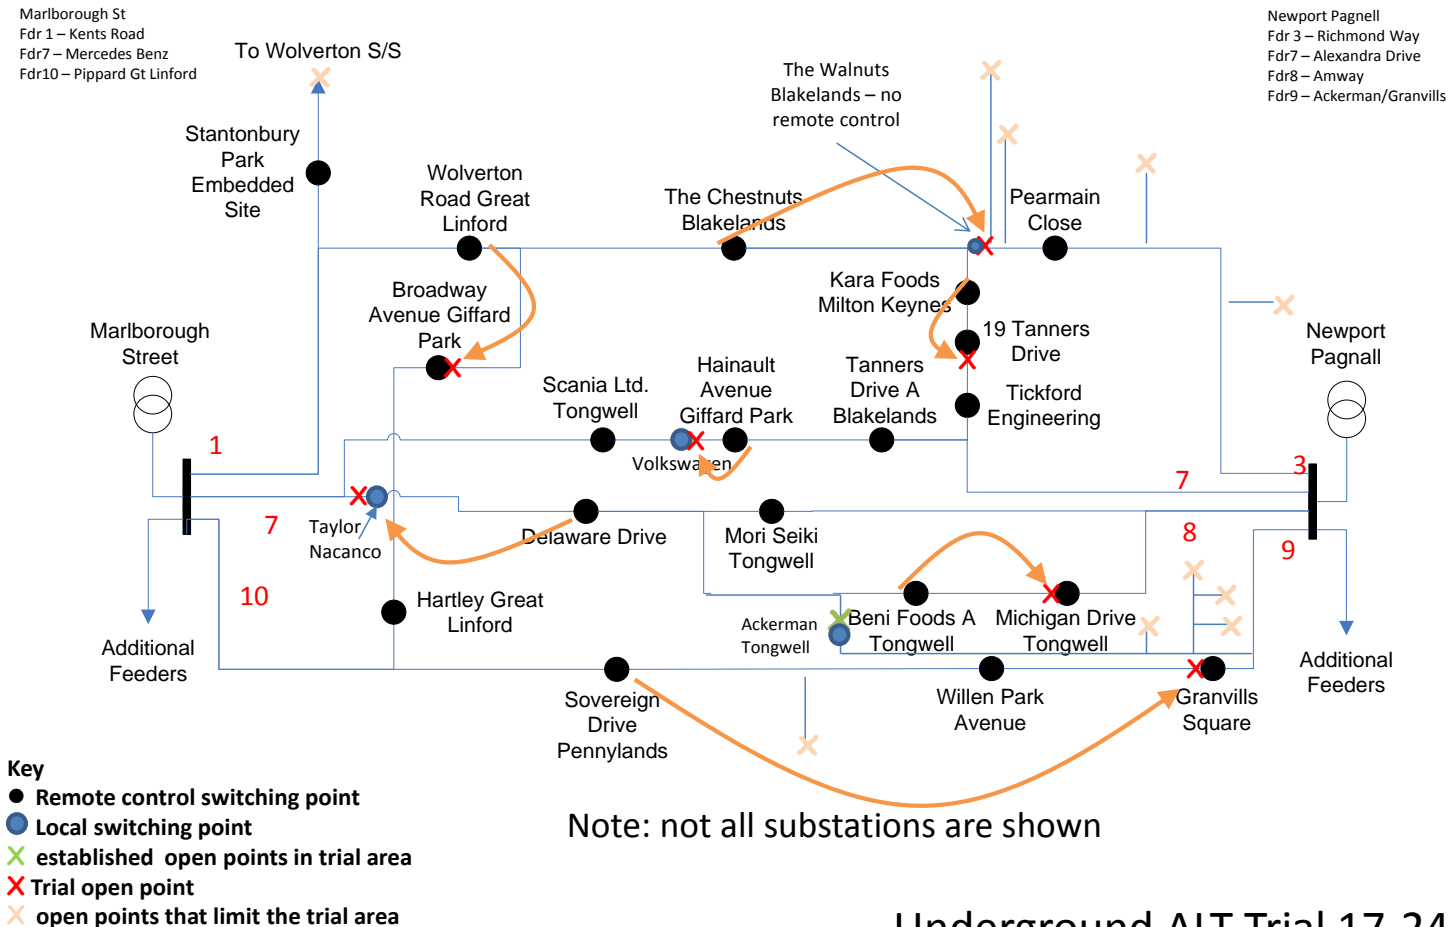 Marlborough St
Fdr 1 – Kents Road
Fdr7 – Mercedes Benz
Fdr10 – Pippard Gt Linford
To Wolverton S/S
The Walnuts
Blakelands – no
remote control
Newport Pagnell
Fdr 3 – Richmond Way
Fdr7 – Alexandra Drive
Fdr8 – Amway
Fdr9 – Ackerman/Granvills
Stantonbury
Park
Embedded
Site
Wolverton
Road Great
Linford
The Chestnuts
Blakelands
Pearmain
Close
Broadway
Avenue Giffard
Park
Kara Foods
Milton Keynes
19 Tanners
Drive
Marlborough
Street
Newport
Pagnall
Scania Ltd.
Tongwell
Hainault
Avenue
Giffard Park
Tanners
Drive A
Blakelands
Tickford
Engineering
Volkswagen
1
3
7
7
Taylor
Nacanco
Delaware Drive
Mori Seiki
Tongwell
8
9
10
Hartley Great
Linford
Ackerman
Tongwell
Beni Foods A
Tongwell
Michigan Drive
Tongwell
Additional
Feeders
Additional
Feeders
Sovereign
Drive
Pennylands
Willen Park
Avenue
Granvills
Square
Key
Remote control switching point
Local switching point
established open points in trial area
Trial open point
open points that limit the trial area
Note: not all substations are shown
Underground ALT Trial 17-24